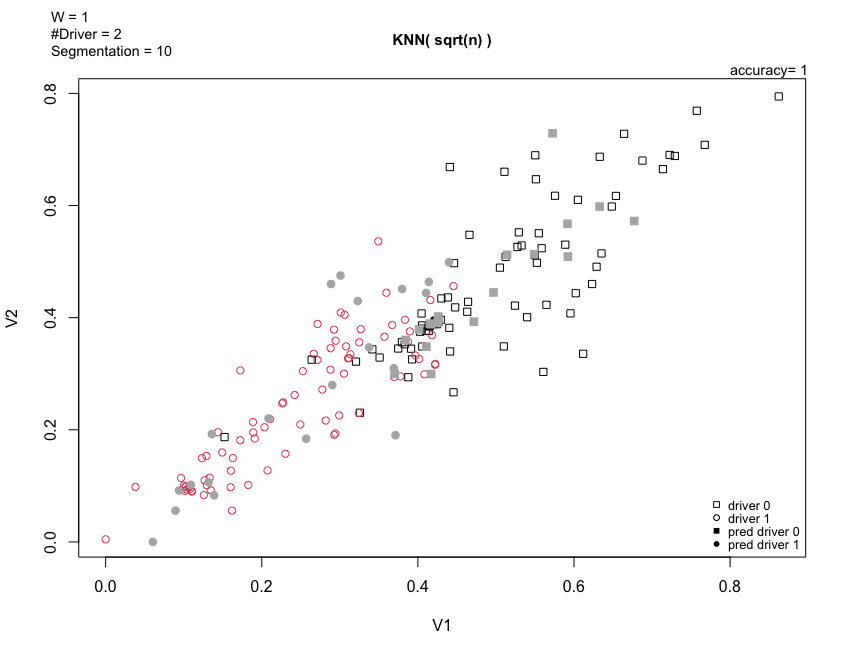 W = 1
#Driver = 2
Segmentation = 10
KNN( sqrt(n) )
accuracy= 1
0.8
0.6
0.4
0.2
0.0
V2
driver 0
driver 1
pred driver 0
pred driver 1
0.0 0.2 0.4 0.6 0.8
V1